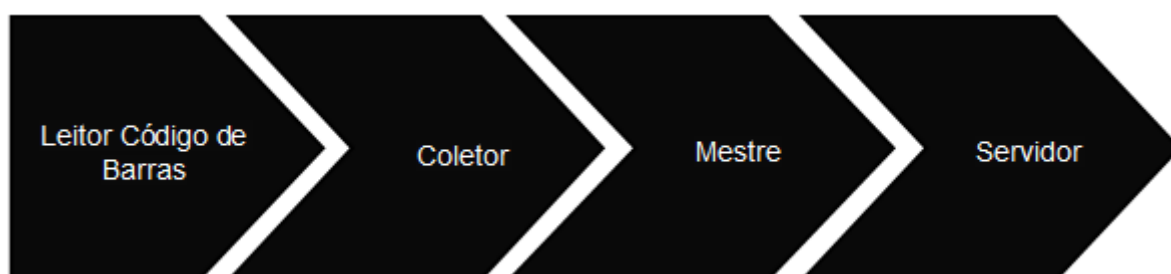 Leitor Código de
Barras
Coletor
Mestre
Servidor